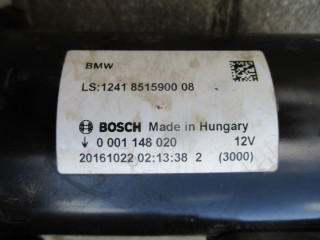 BMW
LS:1241 8515900 08
BOSCH Made in Hungary
↓ 0 001 148 020 12V
20161022 02:13:38 2 (3000)